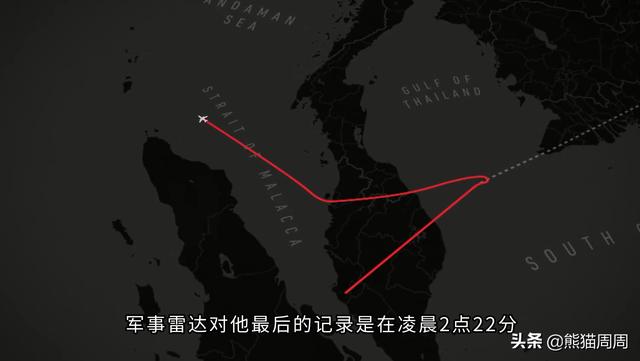 ANDAMAN
SEA
GULF OF
THAILAND
STRAIT OF MALACCA
SOUTH
军事雷达对他最后的记录是在凌晨2点22分
头条 @熊猫周周